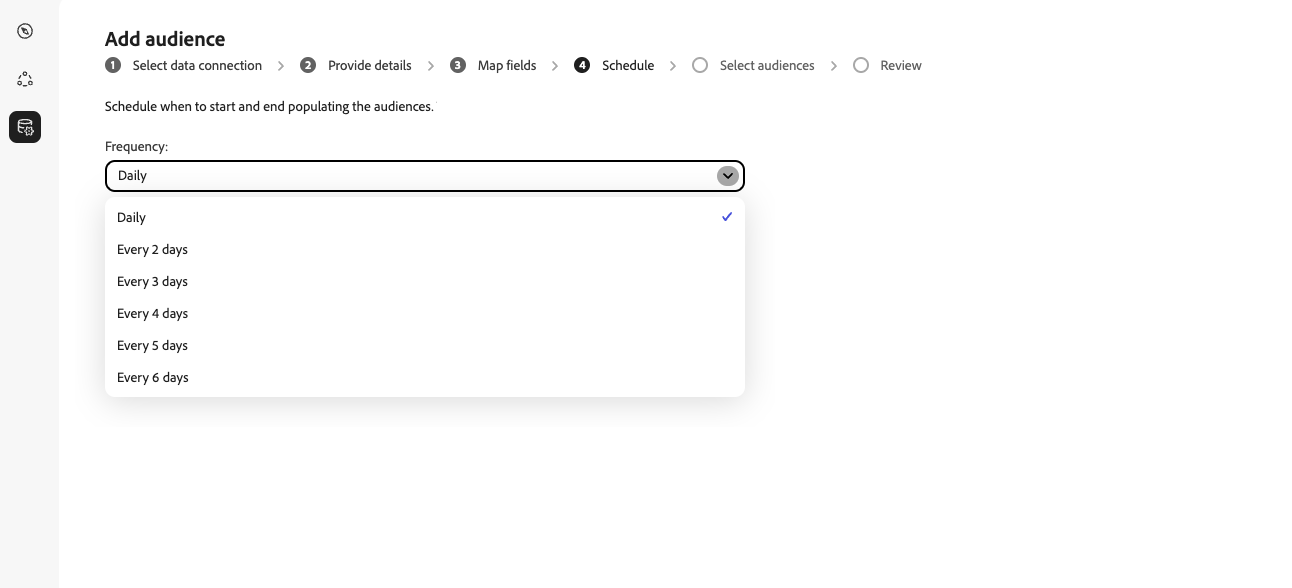 Add audience
1 Select data connection 2 Provide details 3 Map fields 4 Schedule Select audiences Review
Schedule when to start and end populating the audiences.
Frequency:
Daily
Daily
Every 2 days
Every 3 days
Every 4 days
Every 5 days
Every 6 days